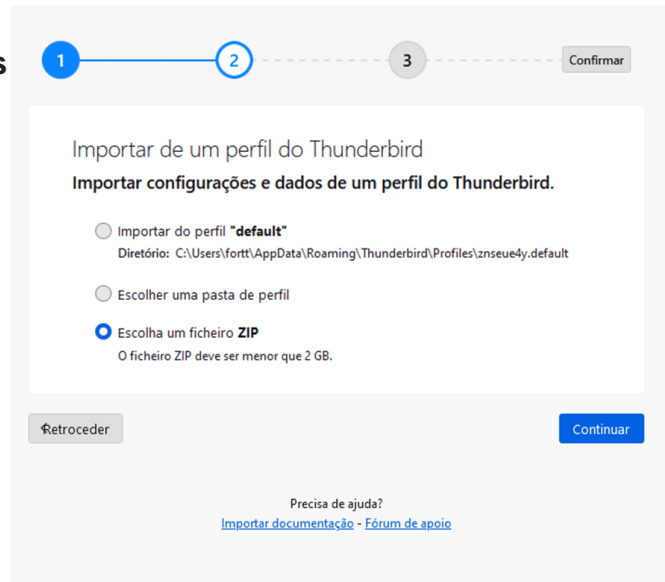 s
1
2
3
Confirmar
Importar de um perfil do Thunderbird
Importar configurações e dados de um perfil do Thunderbird.
Importar do perfil "default"
Diretório: C:\Users\fortt\AppData\Roaming\Thunderbird\Profiles\znseue4y.default
Escolher uma pasta de perfil
Escolha um ficheiro ZIP
O ficheiro ZIP deve ser menor que 2 GB.
Retroceder
Continuar
Precisa de ajuda?
Importar documentação - Fórum de apoio